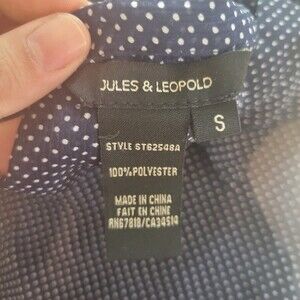 JULES & LEOPOLD
S
STYLE ST62548A
100%POLYESTER
MADE IN CHINA
FAIT EN CHINE
RN67818/CA34514